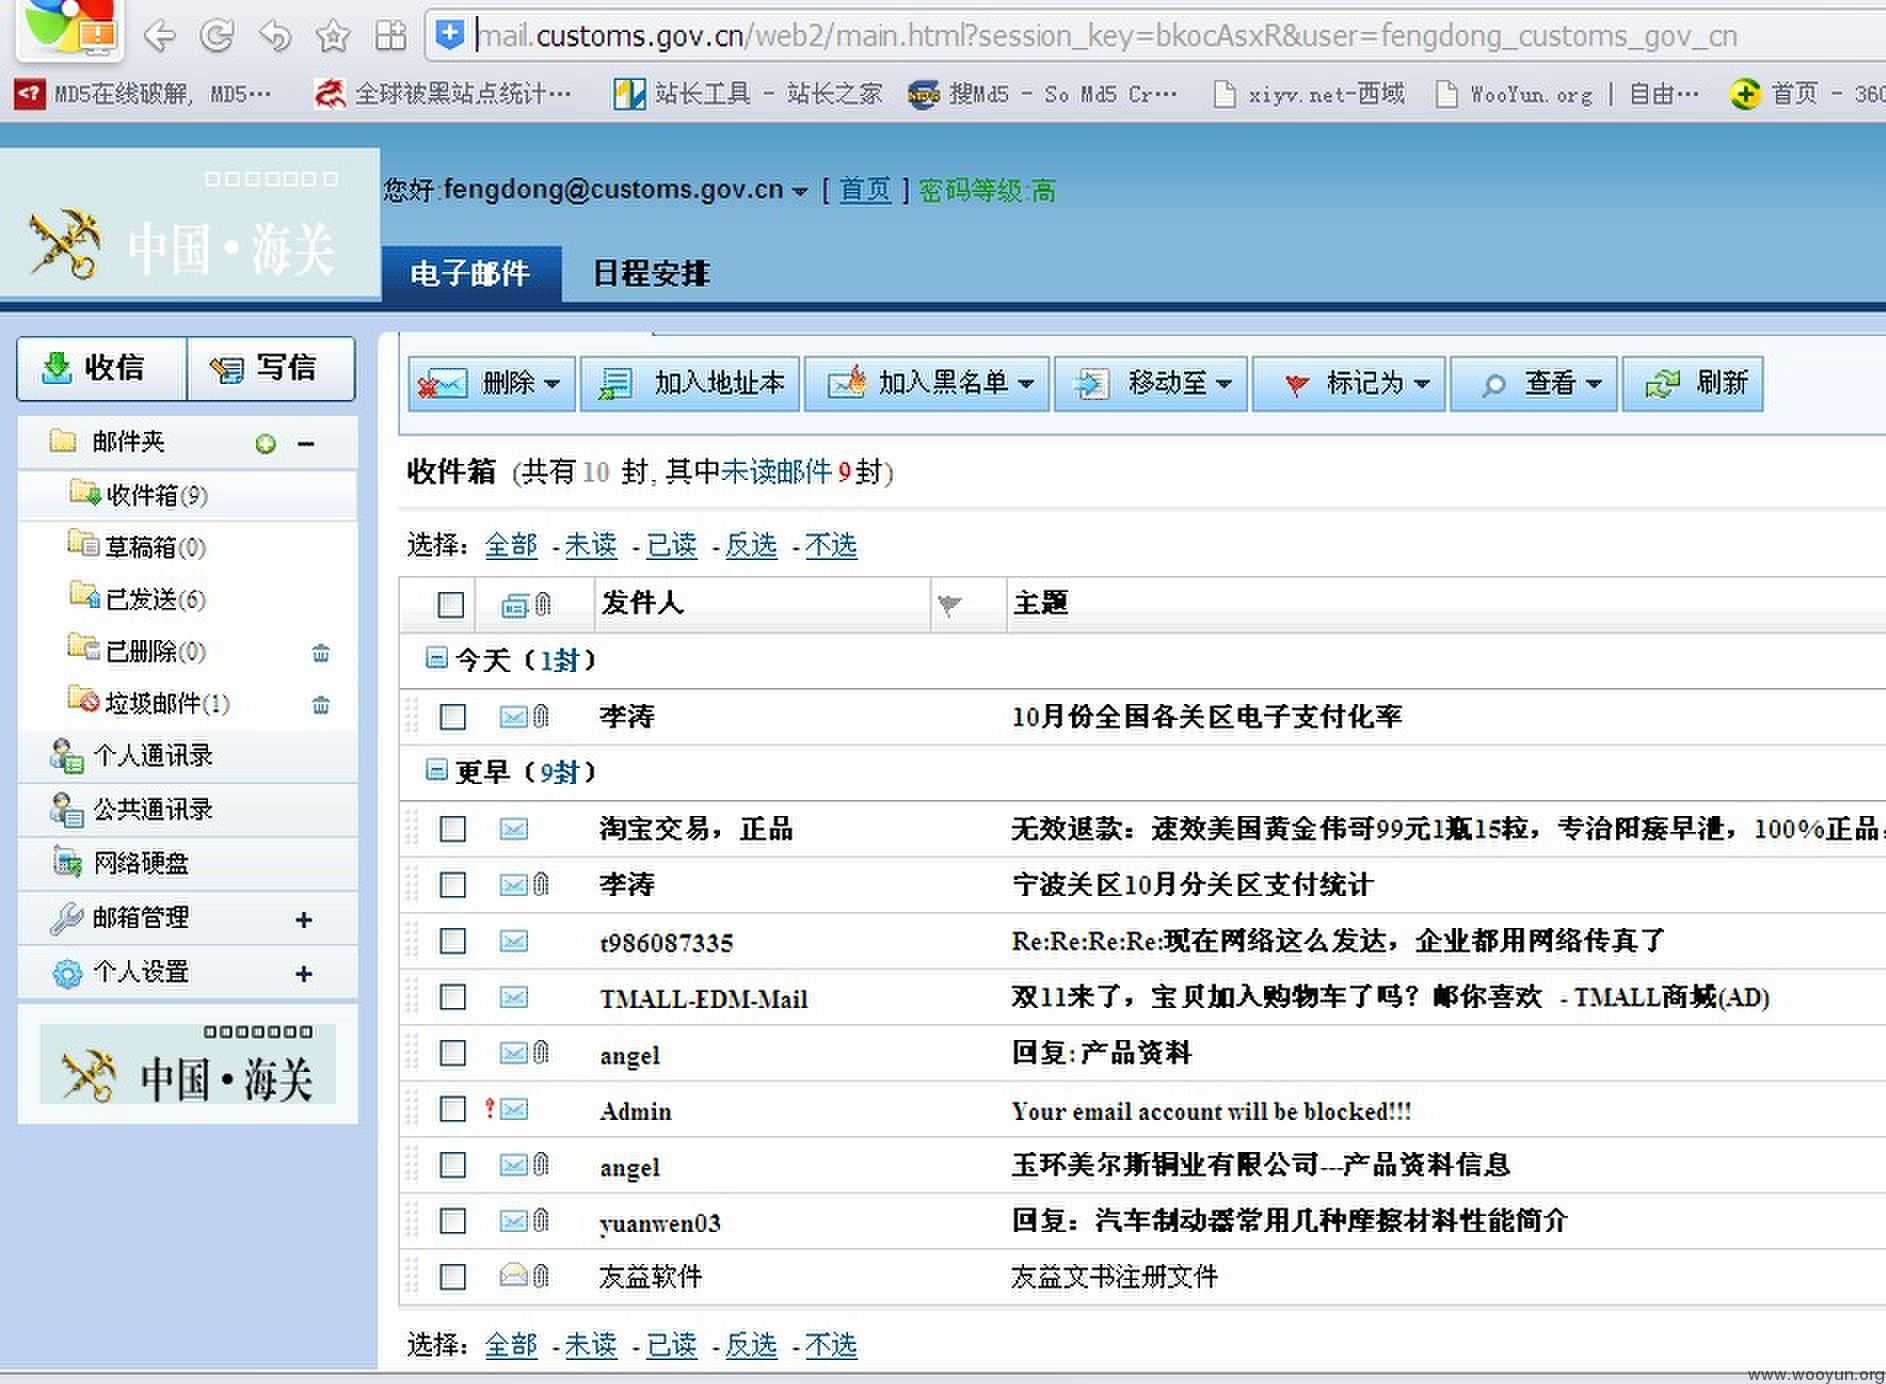 mail.customs.gov.cn/web2/main.html?session_key=bkocAsxR&user=fengdong_customs_gov_cn
MD5在线破解, MD5… 全球被黑站点统计… 站长工具 - 站长之家 搜Md5 - So Md5 Cr… xiyv.net-西域 WooYun.org | 自由… 首页 - 360
您好:fengdong@customs.gov.cn [ 首页 ] 密码等级:高
中国·海关
电子邮件 日程安排
收信 写信
删除 加入地址本 加入黑名单 移动至 标记为 查看 刷新
邮件夹
收件箱(9)
草稿箱(0)
已发送(6)
已删除(0)
垃圾邮件(1)
个人通讯录
公共通讯录
网络硬盘
邮箱管理
个人设置
中国·海关
收件箱 (共有10 封, 其中未读邮件 9封)
选择: 全部 -未读 -已读 -反选 -不选
发件人 主题
今天 (1封)
李涛 10月份全国各关区电子支付化率
更早 (9封)
淘宝交易，正品 无效退款：速效美国黄金伟哥99元1瓶15粒，专治阳痿早泄，100%正品
李涛 宁波关区10月分关区支付统计
t986087335 Re:Re:Re:Re:现在网络这么发达，企业都用网络传真了
TMALL-EDM-Mail 双11来了，宝贝加入购物车了吗？邮你喜欢 - TMALL商城(AD)
angel 回复: 产品资料
Admin Your email account will be blocked!!!
angel 玉环美尔斯铜业有限公司---产品资料信息
yuanwen03 回复：汽车制动器常用几种摩擦材料性能简介
友益软件 友益文书注册文件
选择: 全部 -未读 -已读 -反选 -不选
www.wooyun.org